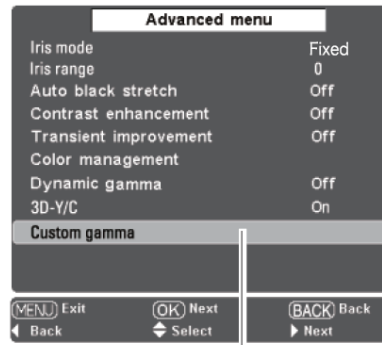 Advanced menu
Iris mode Fixed
Iris range 0
Auto black stretch Off
Contrast enhancement Off
Transient improvement Off
Color management
Dynamic gamma Off
3D-Y/C On
Custom gamma
MENU Exit OK Next BACK Back
Back Select Next